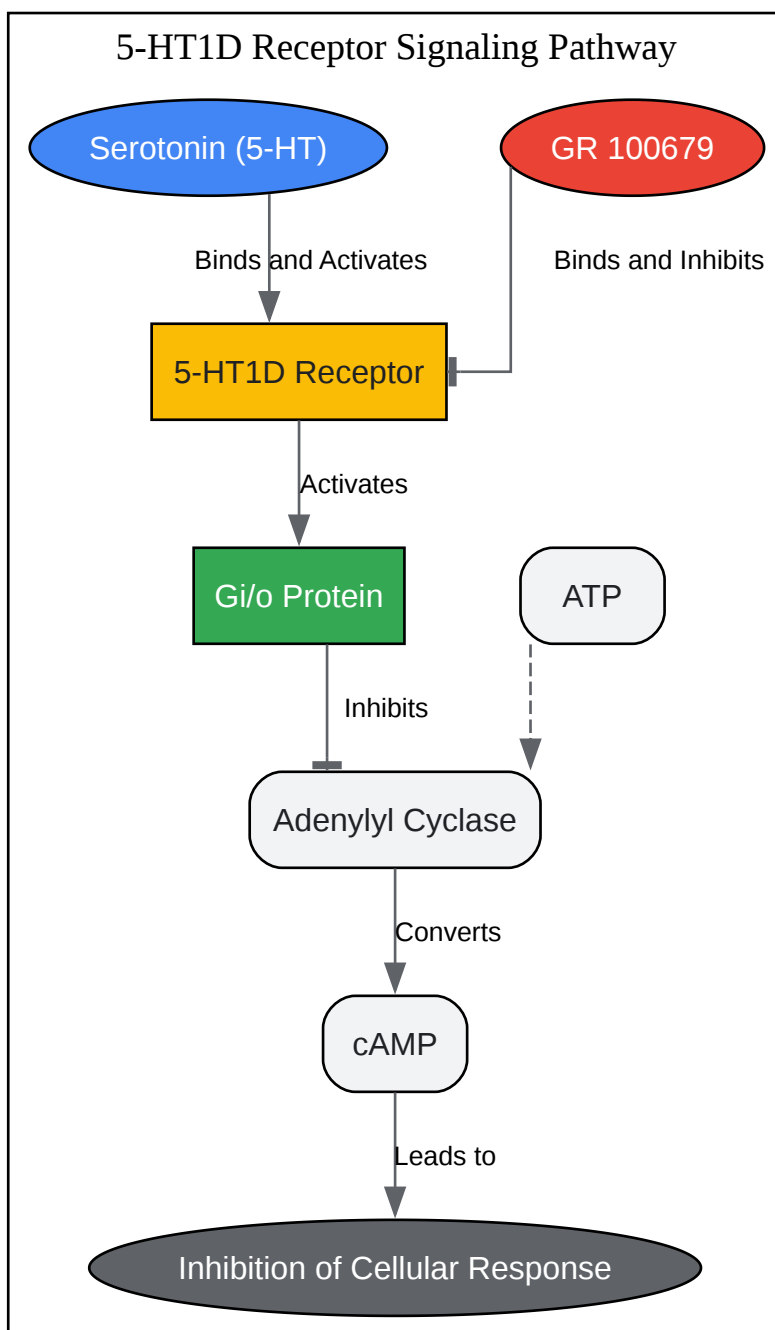 5-HT1D Receptor Signaling Pathway
Serotonin (5-HT)
GR 100679
Binds and Activates
Binds and Inhibits
5-HT1D Receptor
Activates
Gi/o Protein
ATP
Inhibits
Adenylyl Cyclase
Converts
cAMP
Leads to
Inhibition of Cellular Response